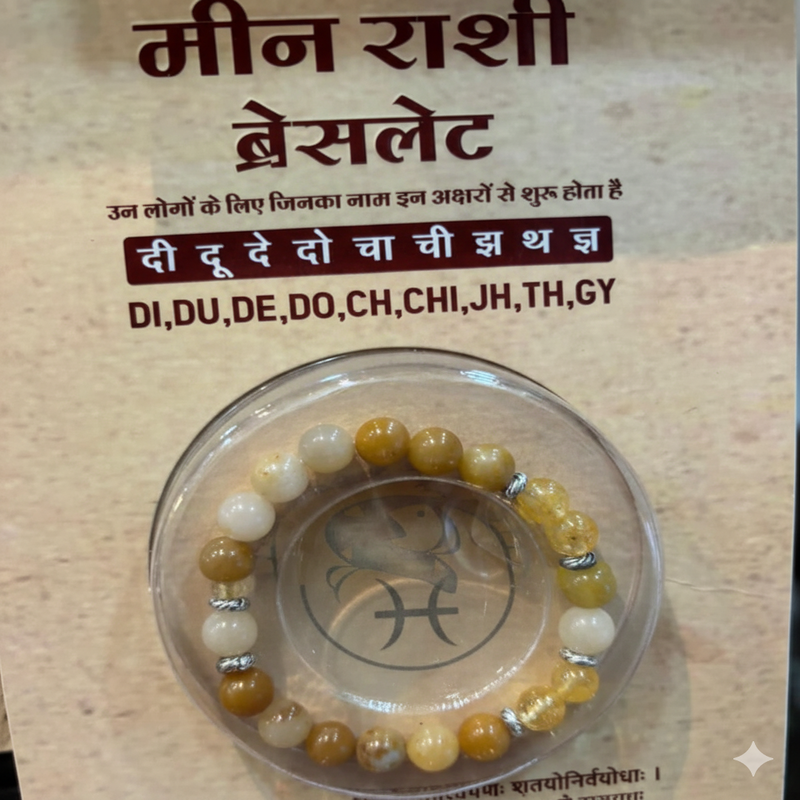 मीन राशी
ब्रेसलेट
उन लोगों के लिए जिनका नाम इन अक्षरों से शुरू होता है
दी दू दे दो चा ची झ थ ज्ञ
DI,DU,DE,DO,CH,CHI,JH,TH,GY
शतयोनिर्वयोधाः ।